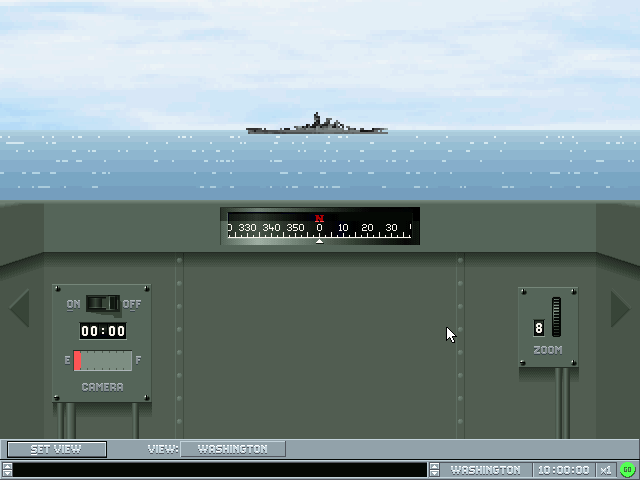 N
330 340 350 0 10 20 30
ON OFF
00:00
E F
CAMERA
8
ZOOM
SET VIEW VIEW: WASHINGTON
WASHINGTON 10:00:00 x1 GO